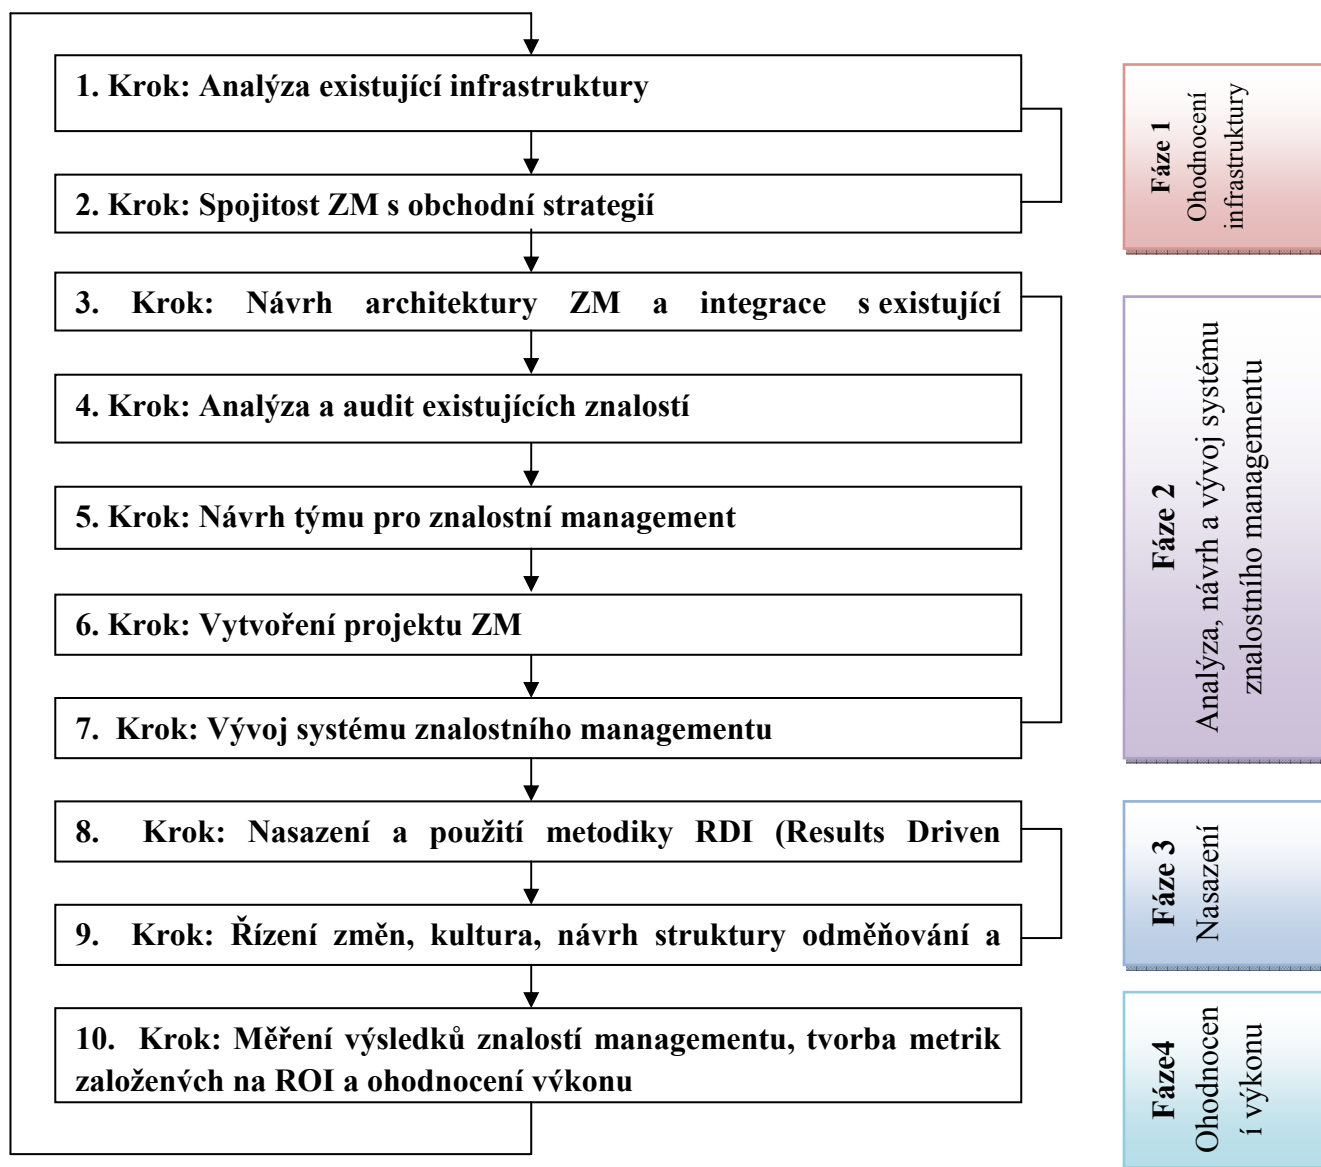 1. Krok: Analýza existující infrastruktury
2. Krok: Spojitost ZM s obchodní strategií
3. Krok: Návrh architektury ZM a integrace s existující
4. Krok: Analýza a audit existujících znalostí
5. Krok: Návrh týmu pro znalostní management
6. Krok: Vytvoření projektu ZM
7. Krok: Vývoj systému znalostního managementu
8. Krok: Nasazení a použití metodiky RDI (Results Driven
9. Krok: Řízení změn, kultura, návrh struktury odměňování a
10. Krok: Měření výsledků znalostí managementu, tvorba metrik
založených na ROI a ohodnocení výkonu
Fáze 1
Ohodnocení
infrastruktury
Fáze 2
Analýza, návrh a vývoj systému
znalostního managementu
Fáze 3
Nasazení
Fáze4
Ohodnocen
í výkonu